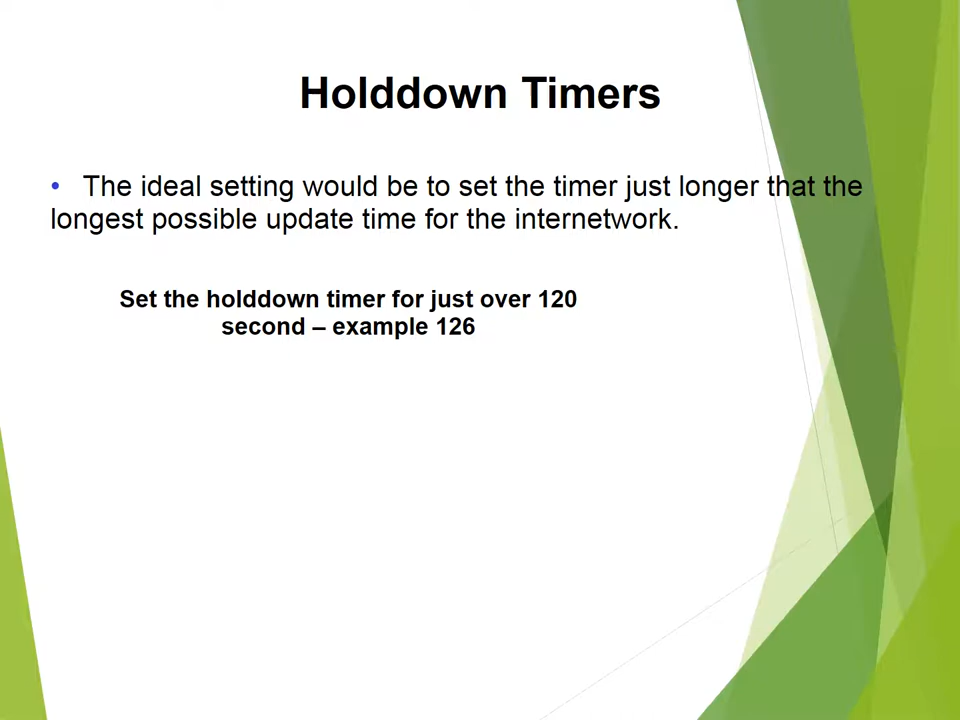 Holddown Timers
• The ideal setting would be to set the timer just longer that the
longest possible update time for the internetwork.
Set the holddown timer for just over 120
second – example 126